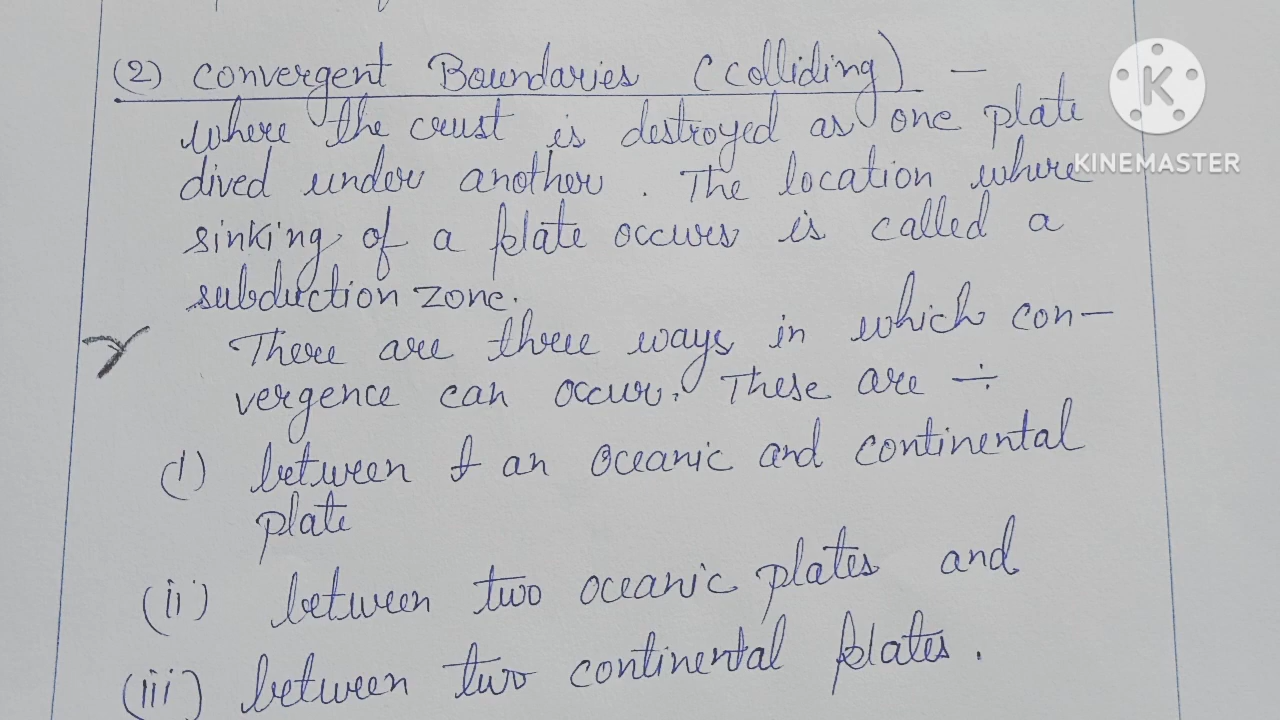 (2) convergent Boundaries (colliding) –
where the crust is destroyed as one plate
dived under another. The location where
sinking of a plate occurs is called a
subduction zone.
There are three ways in which con–
vergence can occur. These are ÷
(i) between & an oceanic and continental
plate
(ii) between two oceanic plates and
(iii) between two continental plates.
K
KINEMASTER